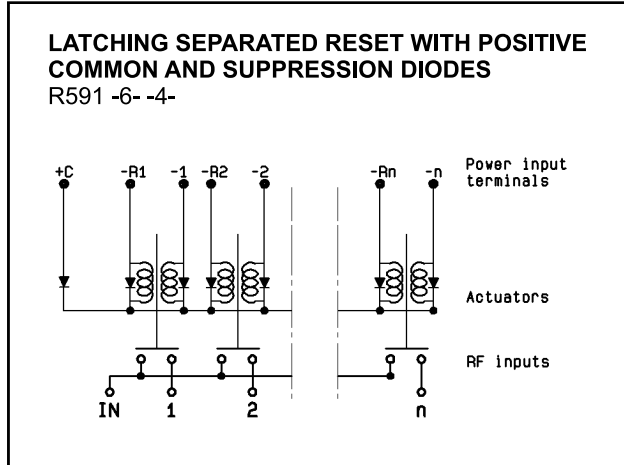 LATCHING SEPARATED RESET WITH POSITIVE
COMMON AND SUPPRESSION DIODES
R591 -6- -4-
+C -R1 -1 -R2 -2 -Rn -n Power input
terminals
Actuators
RF inputs
IN 1 2 n